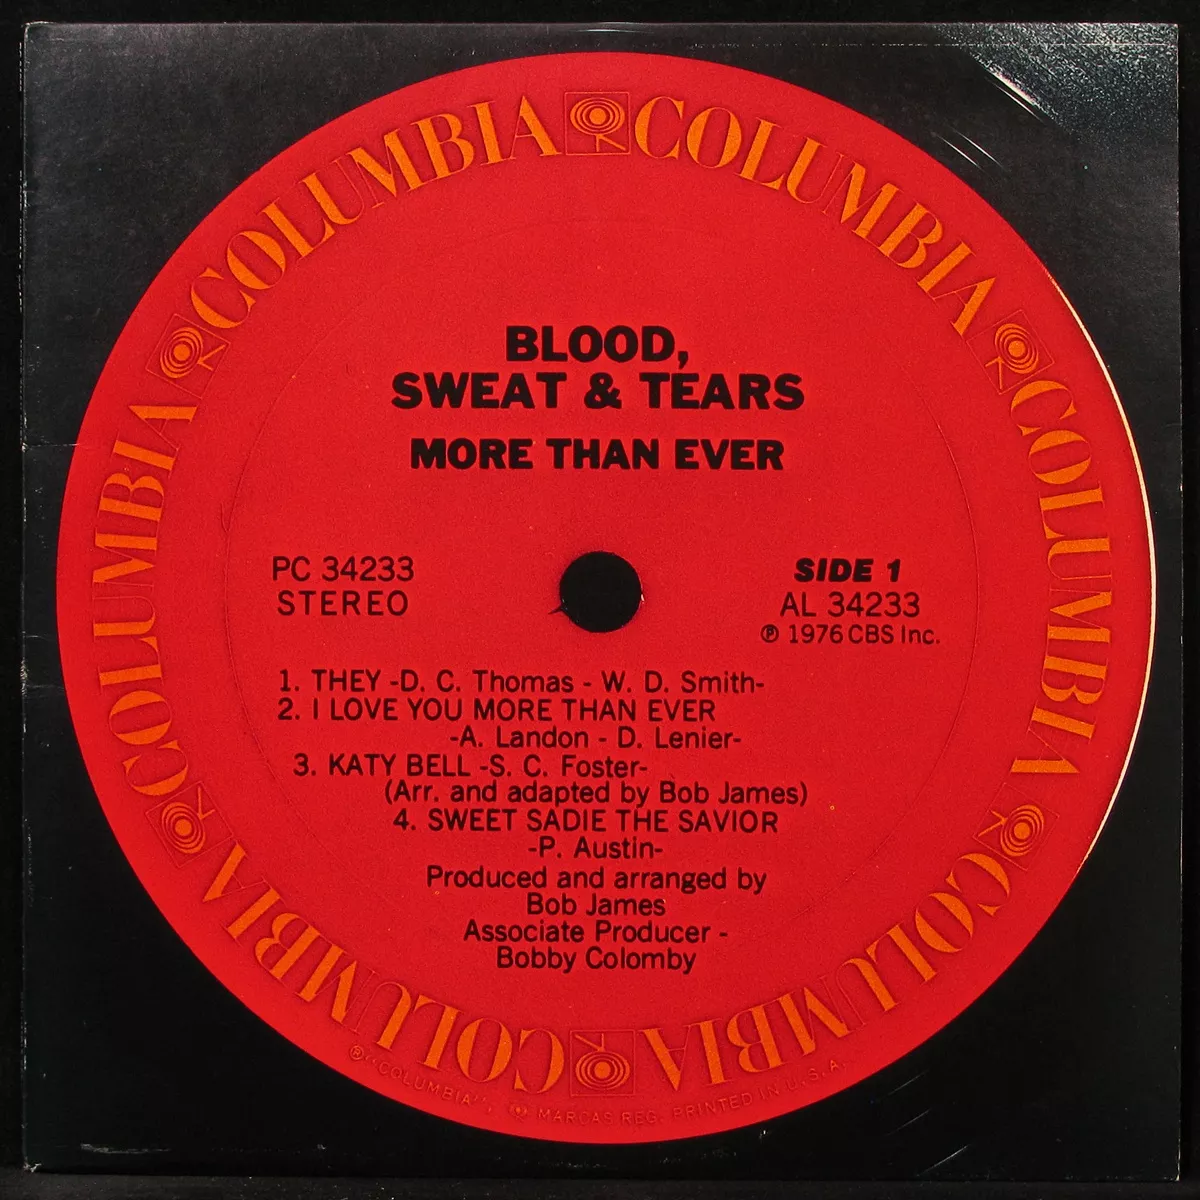 COLUMBIA COLUMBIA COLUMBIA COLUMBIA COLUMBIA COLUMBIA
BLOOD,
SWEAT & TEARS
MORE THAN EVER
PC 34233
STEREO
SIDE 1
AL 34233
℗ 1976 CBS Inc.
1. THEY -D. C. Thomas - W. D. Smith-
2. I LOVE YOU MORE THAN EVER
-A. Landon - D. Lenier-
3. KATY BELL -S. C. Foster-
(Arr. and adapted by Bob James)
4. SWEET SADIE THE SAVIOR
-P. Austin-
Produced and arranged by
Bob James
Associate Producer -
Bobby Colomby
® "COLUMBIA", MARCAS REG. PRINTED IN U.S.A.